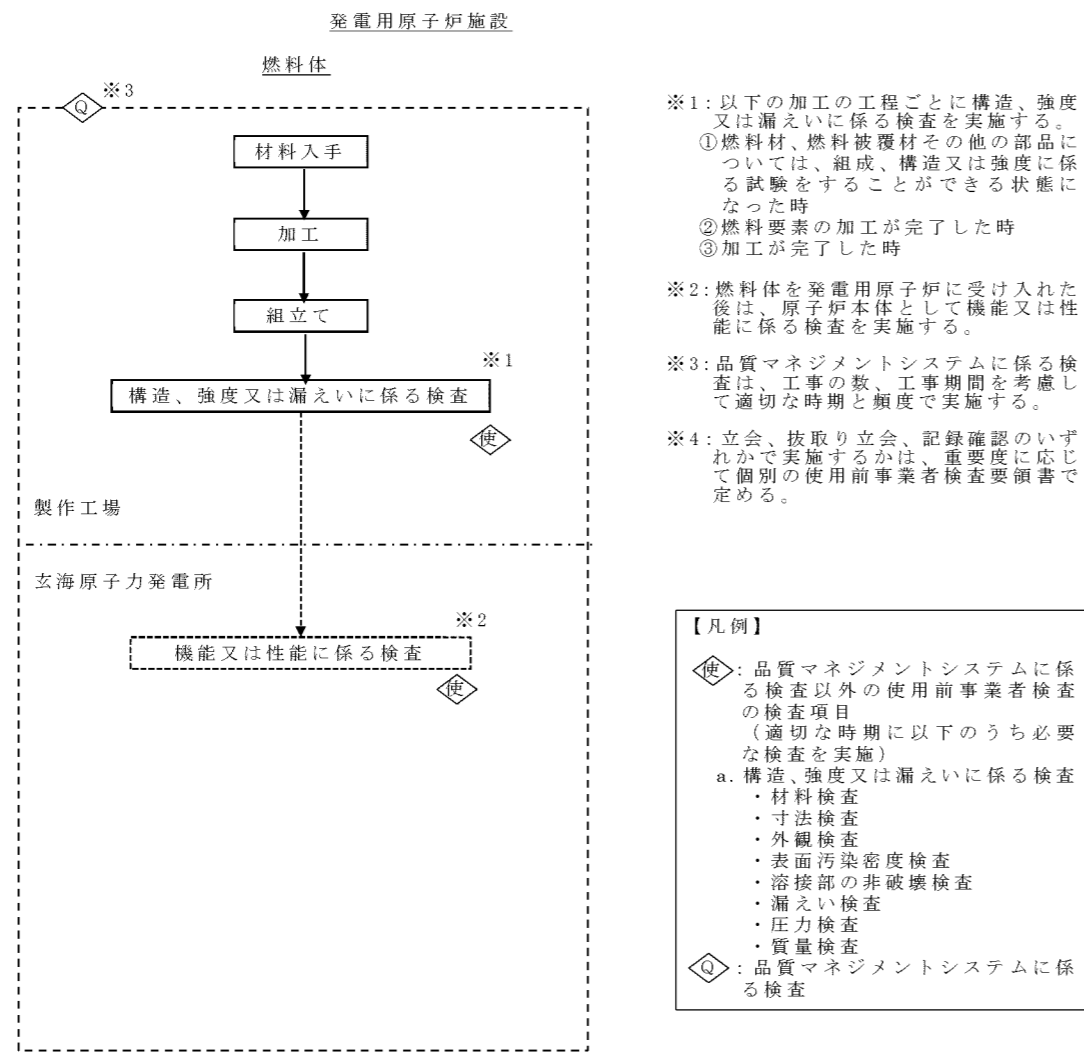 発電用原子炉施設
燃料体
※3
Q
材料入手
加工
組立て
※1
構造、強度又は漏えいに係る検査
使
製作工場
玄海原子力発電所
※2
機能又は性能に係る検査
使
※1:以下の加工の工程ごとに構造、強度
又は漏えいに係る検査を実施する。
①燃料材、燃料被覆材その他の部品に
ついては、組成、構造又は強度に係
る試験をすることができる状態に
なった時
②燃料要素の加工が完了した時
③加工が完了した時
※2:燃料体を発電用原子炉に受け入れた
後は、原子炉本体として機能又は性
能に係る検査を実施する。
※3:品質マネジメントシステムに係る検
査は、工事の数、工事期間を考慮し
て適切な時期と頻度で実施する。
※4:立会、抜取り立会、記録確認のいず
れかで実施するかは、重要度に応じ
て個別の使用前事業者検査要領書で
定める。
【凡例】
使:品質マネジメントシステムに係
る検査以外の使用前事業者検査
の検査項目
(適切な時期に以下のうち必要
な検査を実施)
a.構造、強度又は漏えいに係る検査
・材料検査
・寸法検査
・外観検査
・表面汚染密度検査
・溶接部の非破壊検査
・漏えい検査
・圧力検査
・質量検査
Q:品質マネジメントシステムに係
る検査